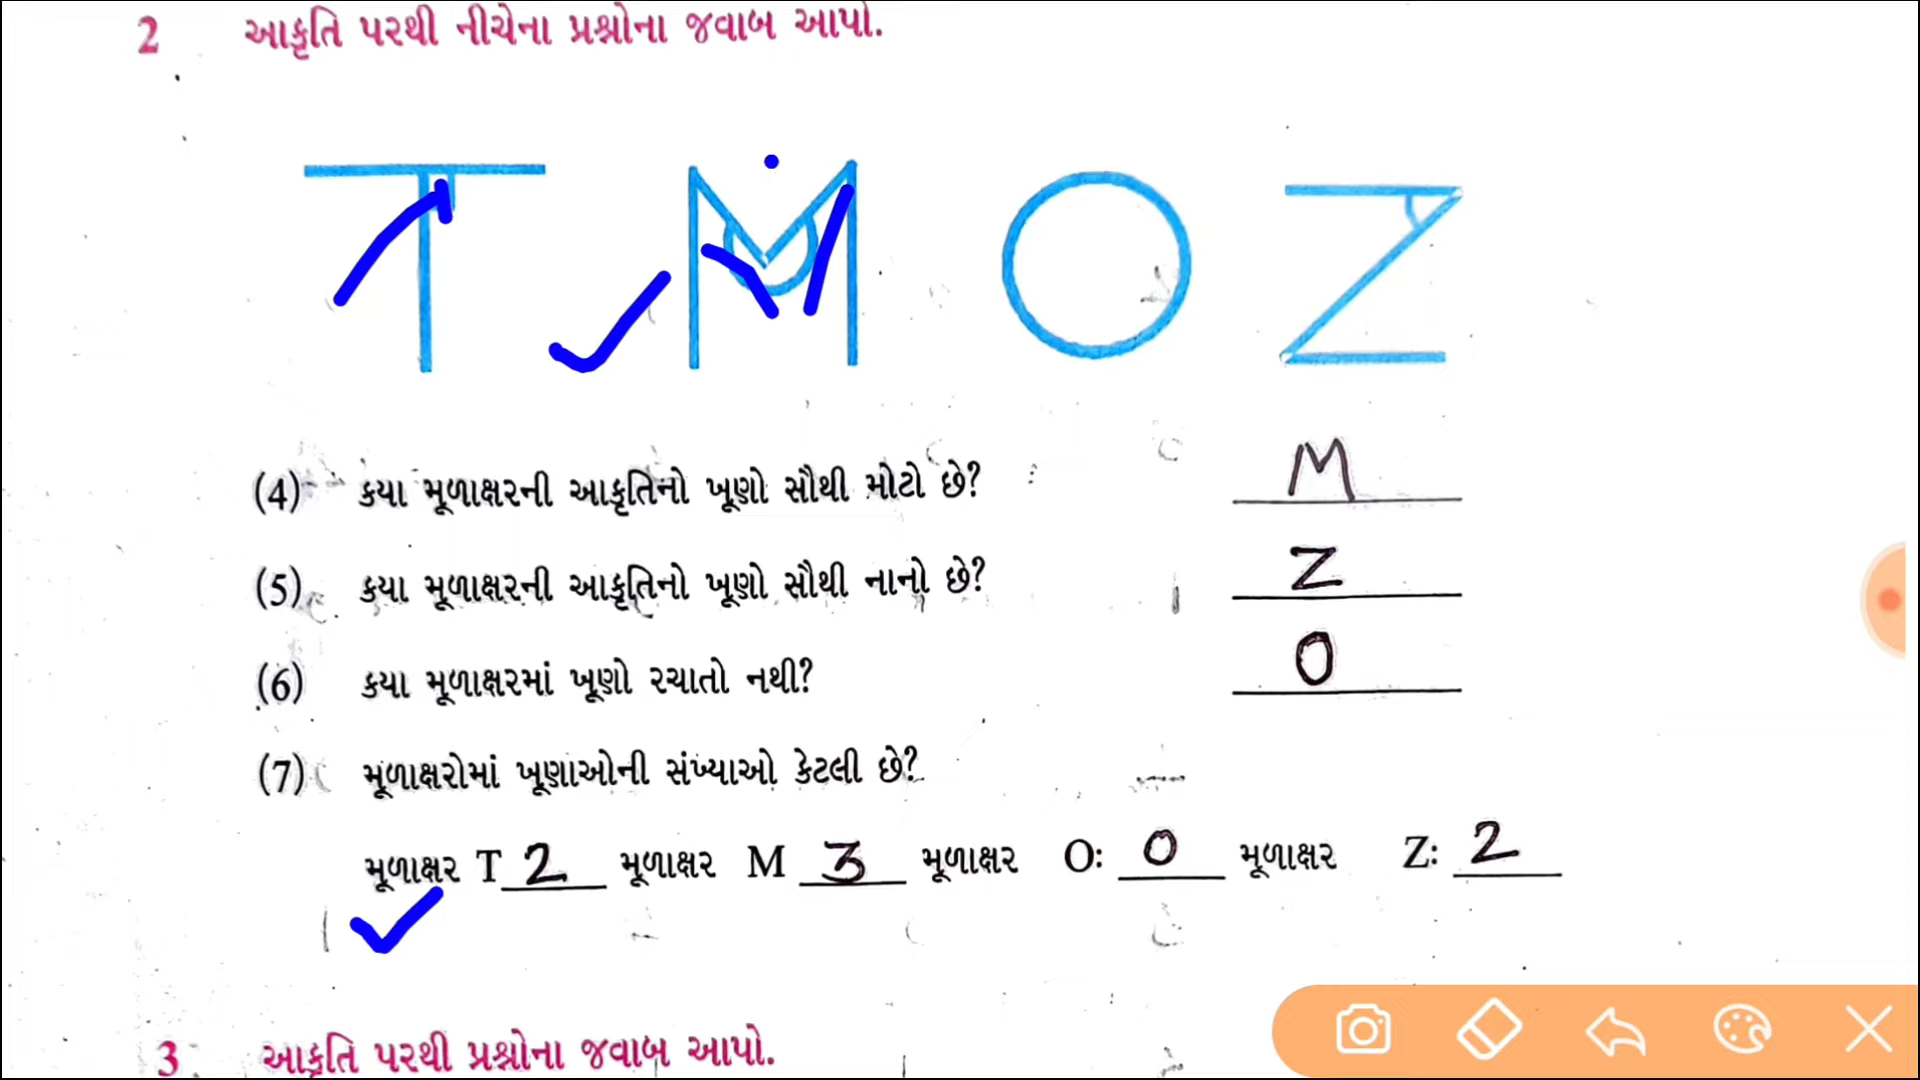 2 આકૃતિ પરથી નીચેના પ્રશ્નોના જવાબ આપો.
T M O Z
(4) કયા મૂળાક્ષરની આકૃતિનો ખૂણો સૌથી મોટો છે? M
(5) કયા મૂળાક્ષરની આકૃતિનો ખૂણો સૌથી નાનો છે? Z
(6) કયા મૂળાક્ષરમાં ખૂણો રચાતો નથી? O
(7) મૂળાક્ષરોમાં ખૂણાઓની સંખ્યાઓ કેટલી છે?
મૂળાક્ષર T 2 મૂળાક્ષર M 3 મૂળાક્ષર O: 0 મૂળાક્ષર Z: 2
3 આકૃતિ પરથી પ્રશ્નોના જવાબ આપો.